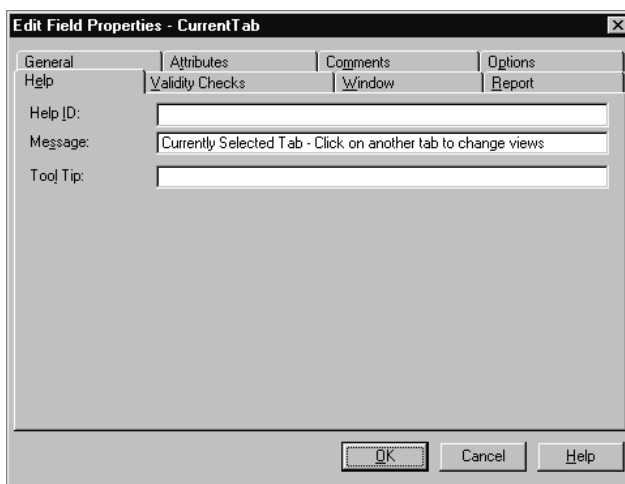 Edit Field Properties - CurrentTab
General Attributes Comments Options
Help Validity Checks Window Report
Help ID:
Message: Currently Selected Tab - Click on another tab to change views
Tool Tip:
OK Cancel Help